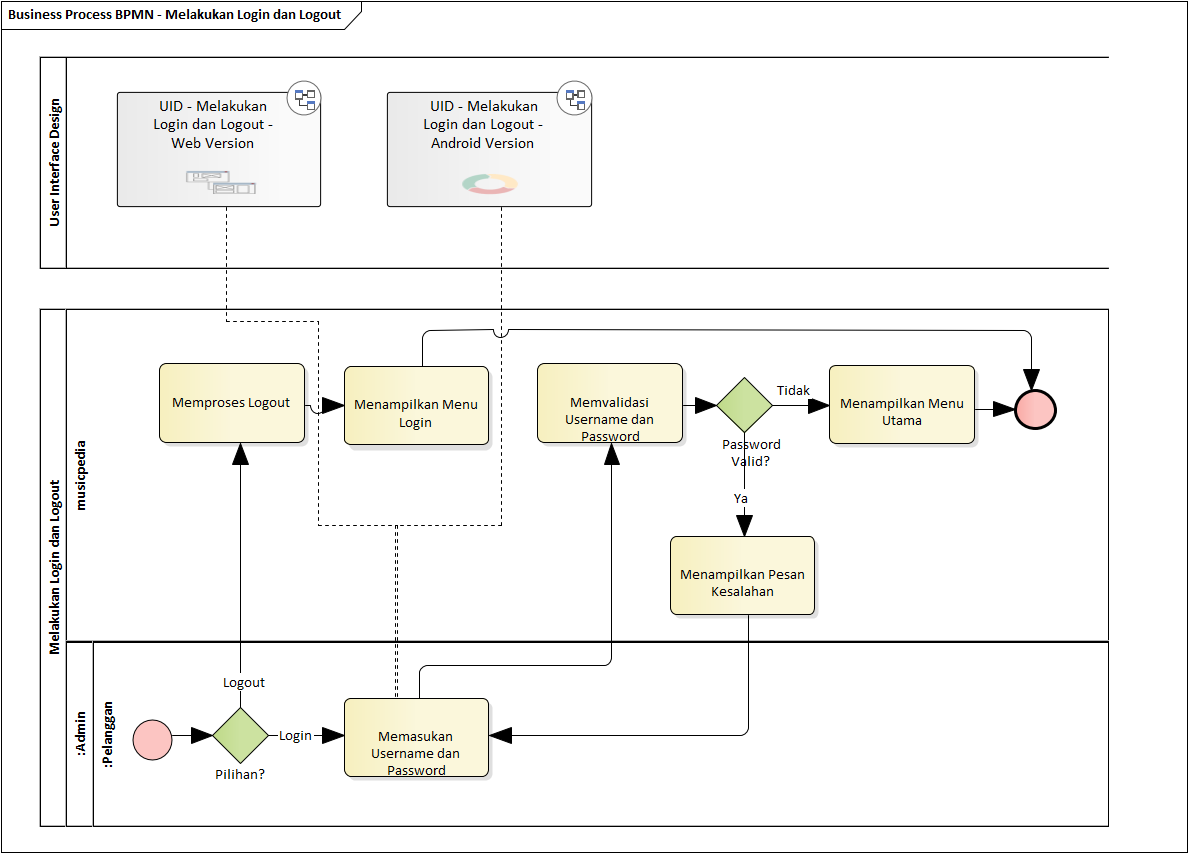 Business Process BPMN - Melakukan Login dan Logout
User Interface Design
UID - Melakukan
Login dan Logout -
Web Version
UID - Melakukan
Login dan Logout -
Android Version
Melakukan Login dan Logout
musicpedia
Memproses Logout
Menampilkan Menu
Login
Memvalidasi
Username dan
Password
Tidak
Password
Valid?
Menampilkan Menu
Utama
Ya
Menampilkan Pesan
Kesalahan
:Admin
:Pelanggan
Logout
Login
Pilihan?
Memasukan
Username dan
Password